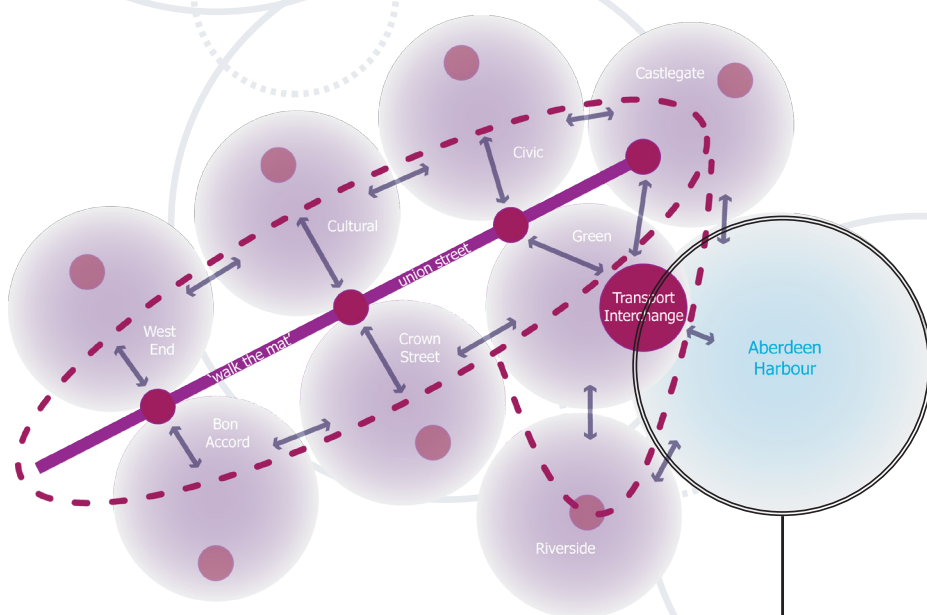 Castlegate
Civic
Cultural
Green
union street
Transport
Interchange
West
End
Crown
Street
'walk the mat'
Aberdeen
Harbour
Bon
Accord
Riverside